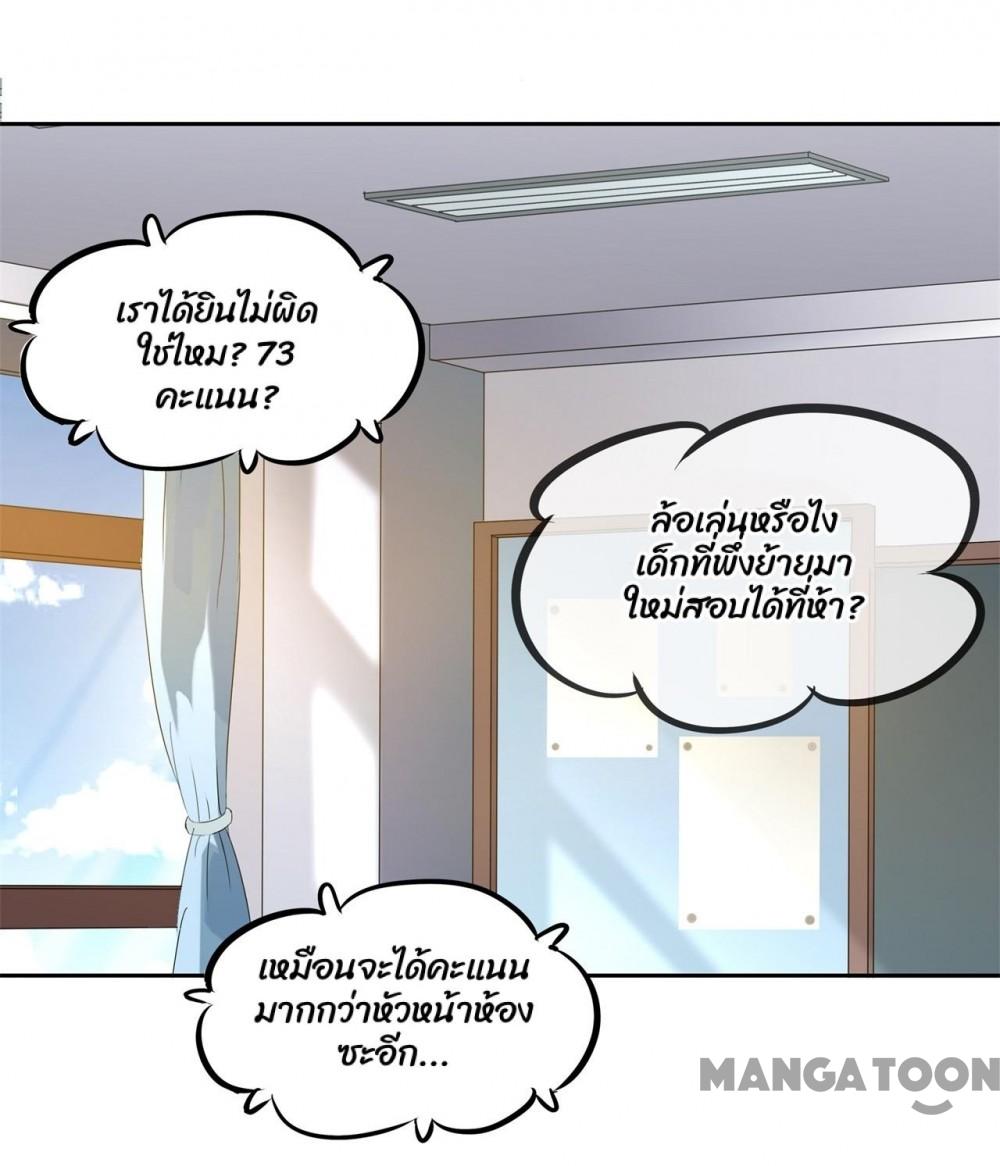 เราได้ยินไม่ผิด
ใช่ไหม? 73
คะแนน?
ล้อเล่นหรือไง
เด็กที่พึ่งย้ายมา
ใหม่สอบได้ที่ห้า?
เหมือนจะได้คะแนน
มากกว่าหัวหน้าห้อง
ซะอีก...
MANGATOON